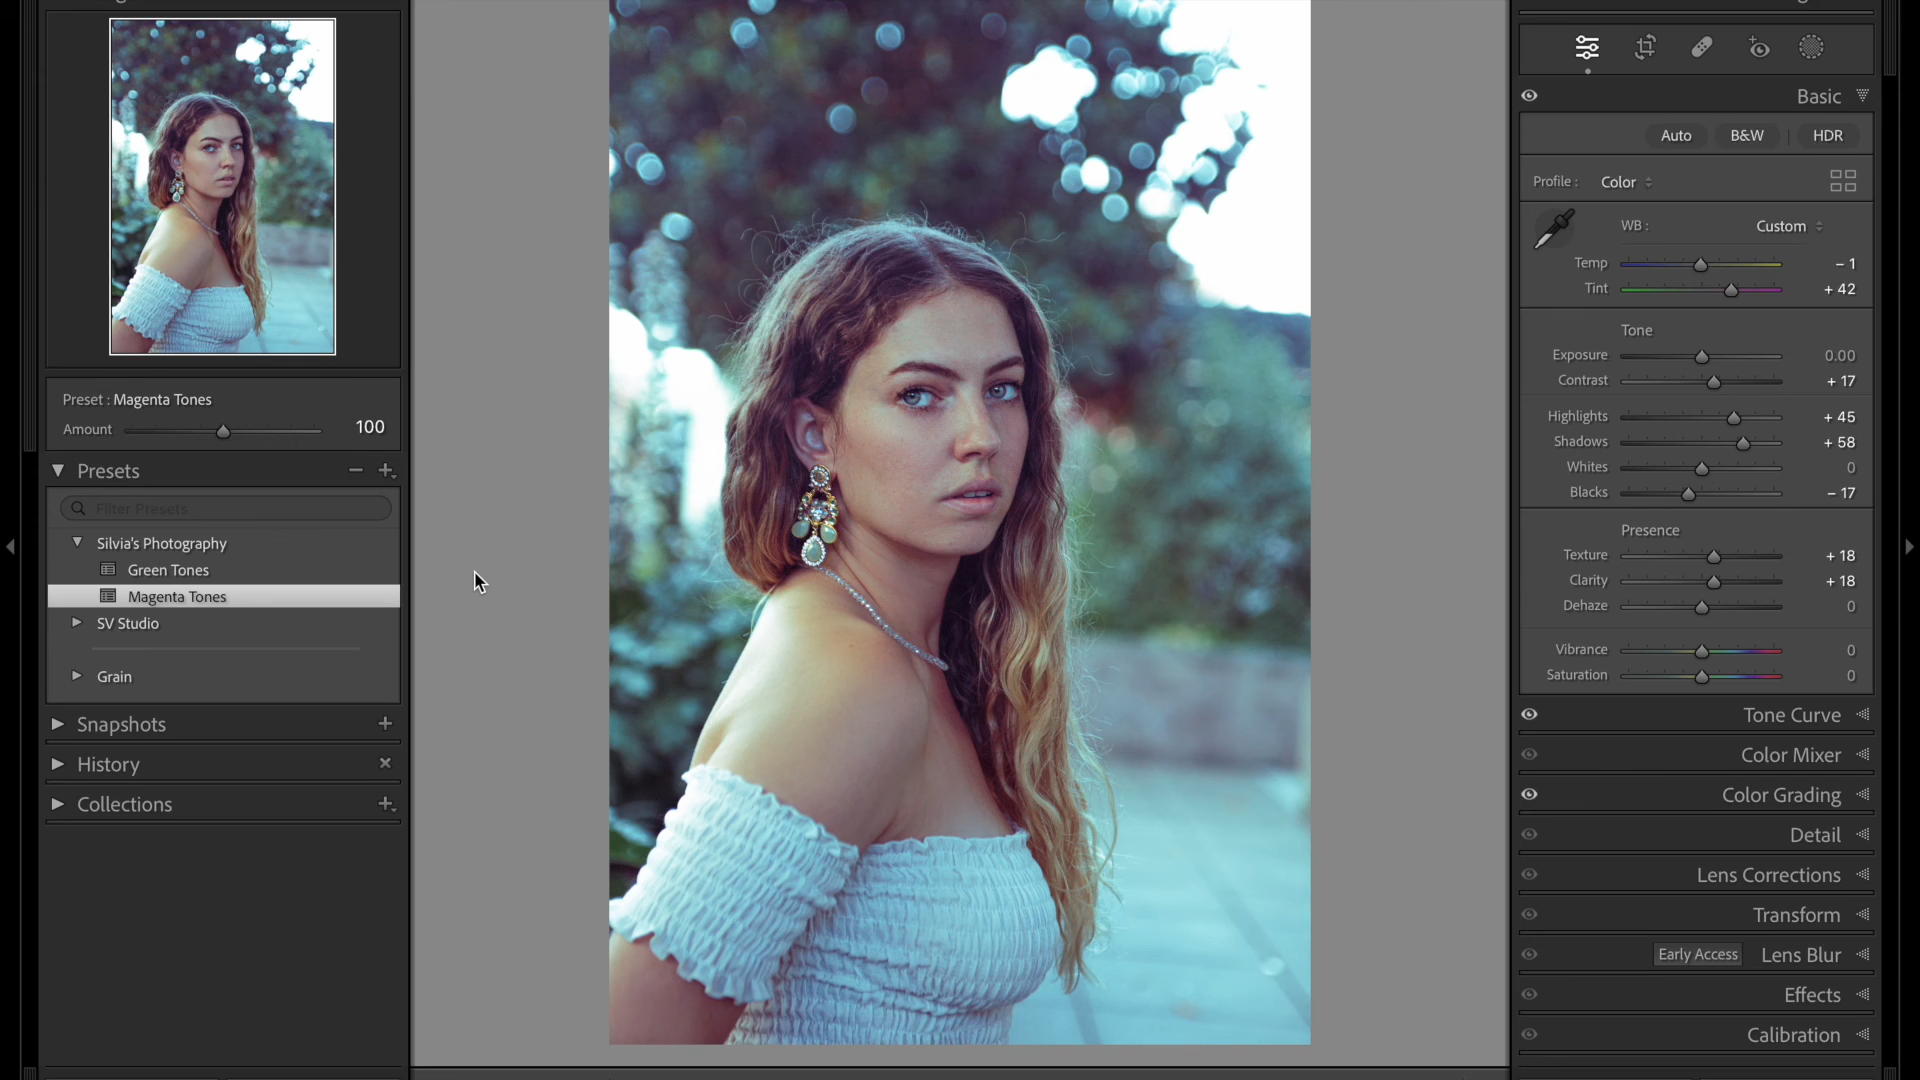 Preset : Magenta Tones
Amount 100
Presets
Filter Presets
Silvia's Photography
Green Tones
Magenta Tones
SV Studio
Grain
Snapshots
History
Collections
Basic
Auto B&W HDR
Profile : Color
WB : Custom
Temp – 1
Tint + 42
Tone
Exposure 0.00
Contrast + 17
Highlights + 45
Shadows + 58
Whites 0
Blacks – 17
Presence
Texture + 18
Clarity + 18
Dehaze 0
Vibrance 0
Saturation 0
Tone Curve
Color Mixer
Color Grading
Detail
Lens Corrections
Transform
Early Access Lens Blur
Effects
Calibration